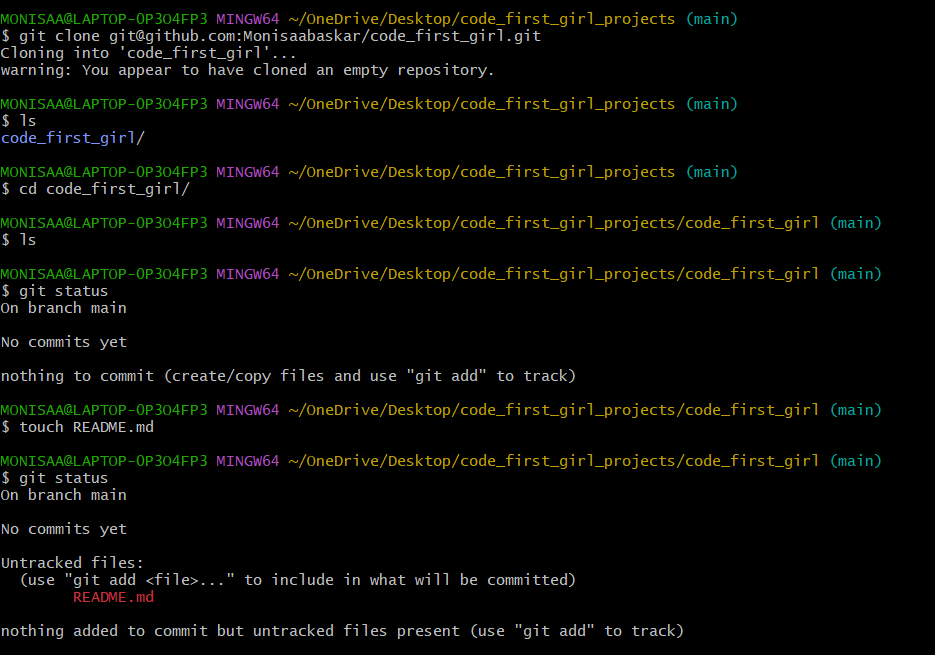 MONISAA@LAPTOP-0P3O4FP3 MINGW64 ~/OneDrive/Desktop/code_first_girl_projects (main)
$ git clone git@github.com:Monisaabaskar/code_first_girl.git
Cloning into 'code_first_girl'...
warning: You appear to have cloned an empty repository.
MONISAA@LAPTOP-0P3O4FP3 MINGW64 ~/OneDrive/Desktop/code_first_girl_projects (main)
$ ls
code_first_girl/
MONISAA@LAPTOP-0P3O4FP3 MINGW64 ~/OneDrive/Desktop/code_first_girl_projects (main)
$ cd code_first_girl/
MONISAA@LAPTOP-0P3O4FP3 MINGW64 ~/OneDrive/Desktop/code_first_girl_projects/code_first_girl (main)
$ ls
MONISAA@LAPTOP-0P3O4FP3 MINGW64 ~/OneDrive/Desktop/code_first_girl_projects/code_first_girl (main)
$ git status
On branch main
No commits yet
nothing to commit (create/copy files and use "git add" to track)
MONISAA@LAPTOP-0P3O4FP3 MINGW64 ~/OneDrive/Desktop/code_first_girl_projects/code_first_girl (main)
$ touch README.md
MONISAA@LAPTOP-0P3O4FP3 MINGW64 ~/OneDrive/Desktop/code_first_girl_projects/code_first_girl (main)
$ git status
On branch main
No commits yet
Untracked files:
  (use "git add <file>..." to include in what will be committed)
        README.md
nothing added to commit but untracked files present (use "git add" to track)